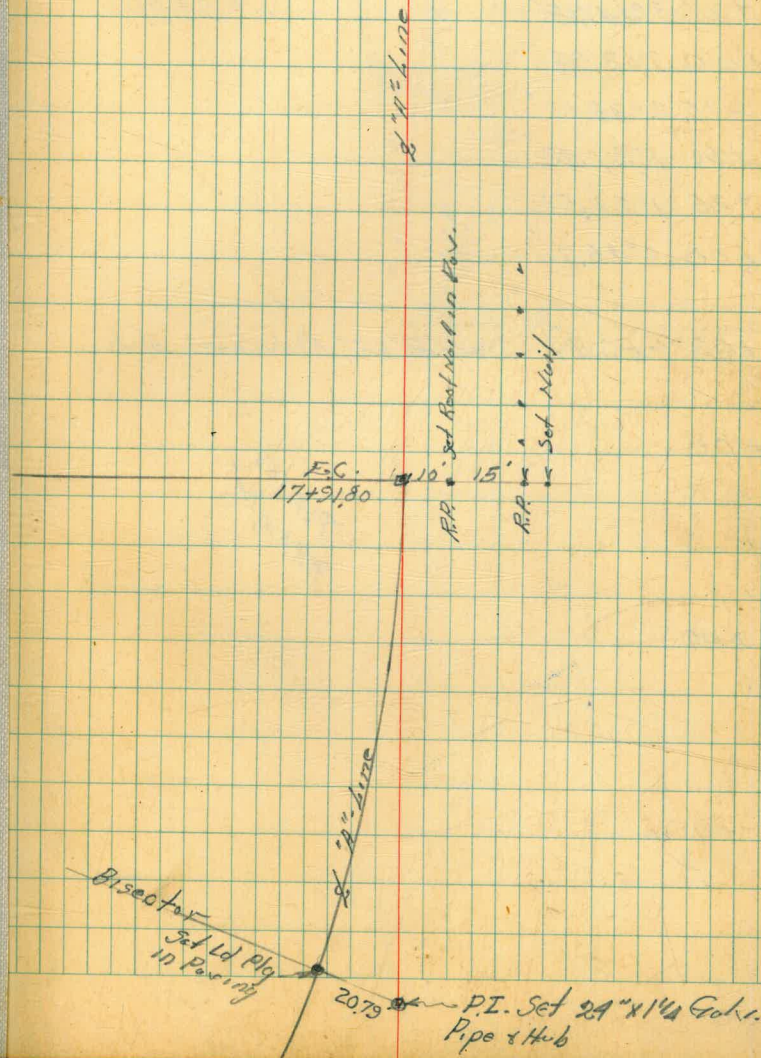 ℄ "A"-Line
R.P. Set Roof Nail in Pav.
R.P.
Set Nail
E.C.
17+91.80
10'
15'
℄ "A"-Line
Bisector
Set Ld Plg
in Paving
20.79
P.I. Set 24"x1¼ Galv.
Pipe & Hub